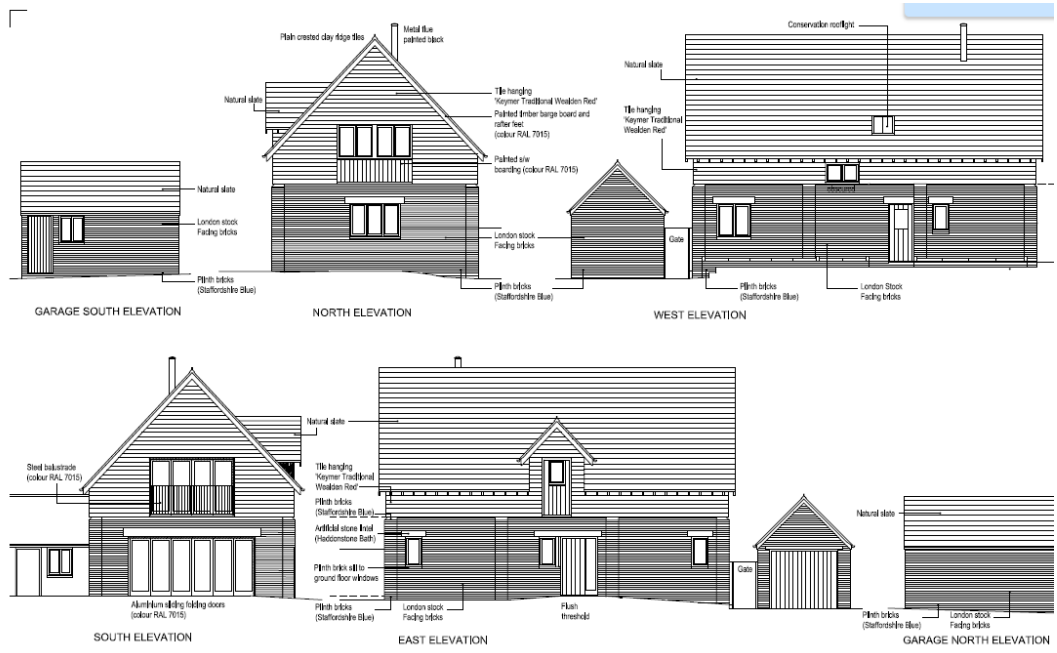 Plain crested clay ridge tiles
Metal flue
painted black
Natural slate
Tile hanging
'Keymer Traditional Wealden Red'
Painted timber barge board and
rafter feet
(colour RAL 7015)
Painted s/w
boarding (colour RAL 7015)
London stock
Facing bricks
Plinth bricks
(Staffordshire Blue)
NORTH ELEVATION
Natural slate
London stock
Facing bricks
Plinth bricks
(Staffordshire Blue)
GARAGE SOUTH ELEVATION
Conservation rooflight
Natural slate
Tile hanging
'Keymer Traditional
Wealden Red'
obscured
Gate
Plinth bricks
(Staffordshire Blue)
London Stock
Facing bricks
WEST ELEVATION
Steel balustrade
(colour RAL 7015)
Natural slate
Aluminium sliding folding doors
(colour RAL 7015)
SOUTH ELEVATION
Tile hanging
'Keymer Traditional
Wealden Red'
Plinth bricks
(Staffordshire Blue)
Artificial stone lintel
(Haddonstone Bath)
Plinth brick sill to
ground floor windows
Plinth bricks
(Staffordshire Blue)
London stock
Facing bricks
Flush
threshold
Gate
EAST ELEVATION
Natural slate
Plinth bricks
(Staffordshire Blue)
London stock
Facing bricks
GARAGE NORTH ELEVATION